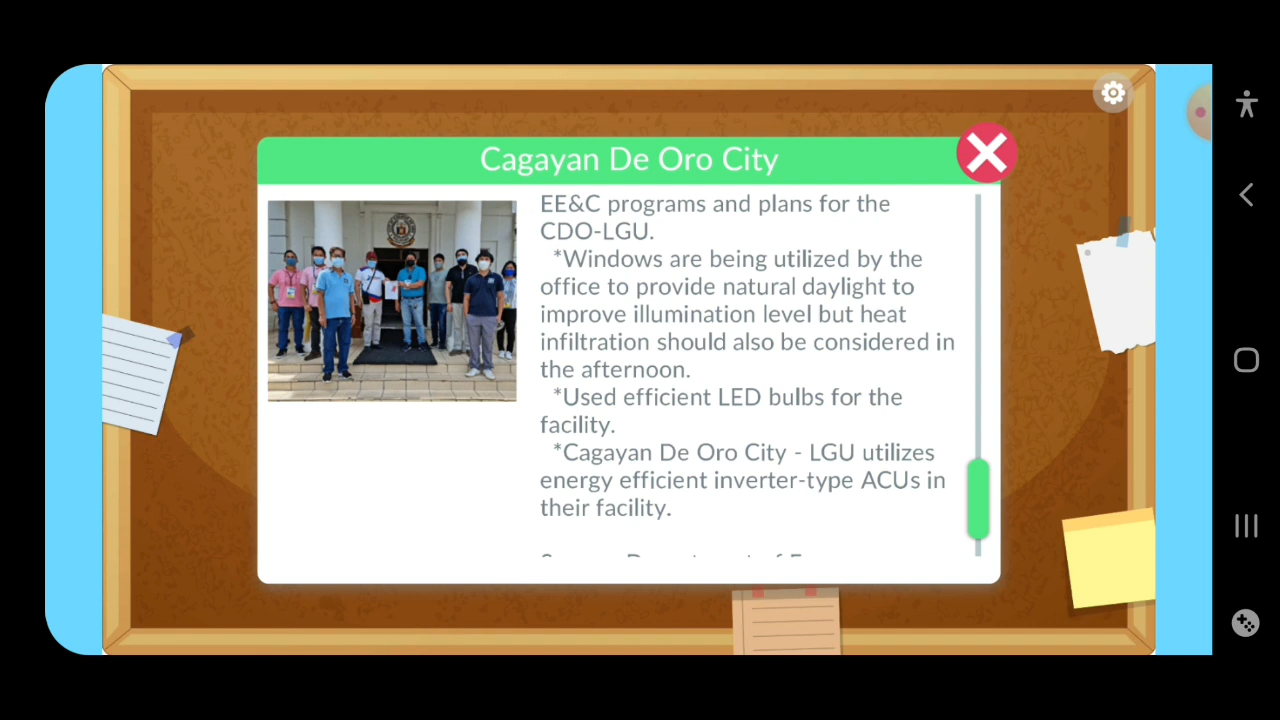 Cagayan De Oro City
EE&C programs and plans for the
CDO-LGU.
*Windows are being utilized by the
office to provide natural daylight to
improve illumination level but heat
infiltration should also be considered in
the afternoon.
*Used efficient LED bulbs for the
facility.
*Cagayan De Oro City - LGU utilizes
energy efficient inverter-type ACUs in
their facility.